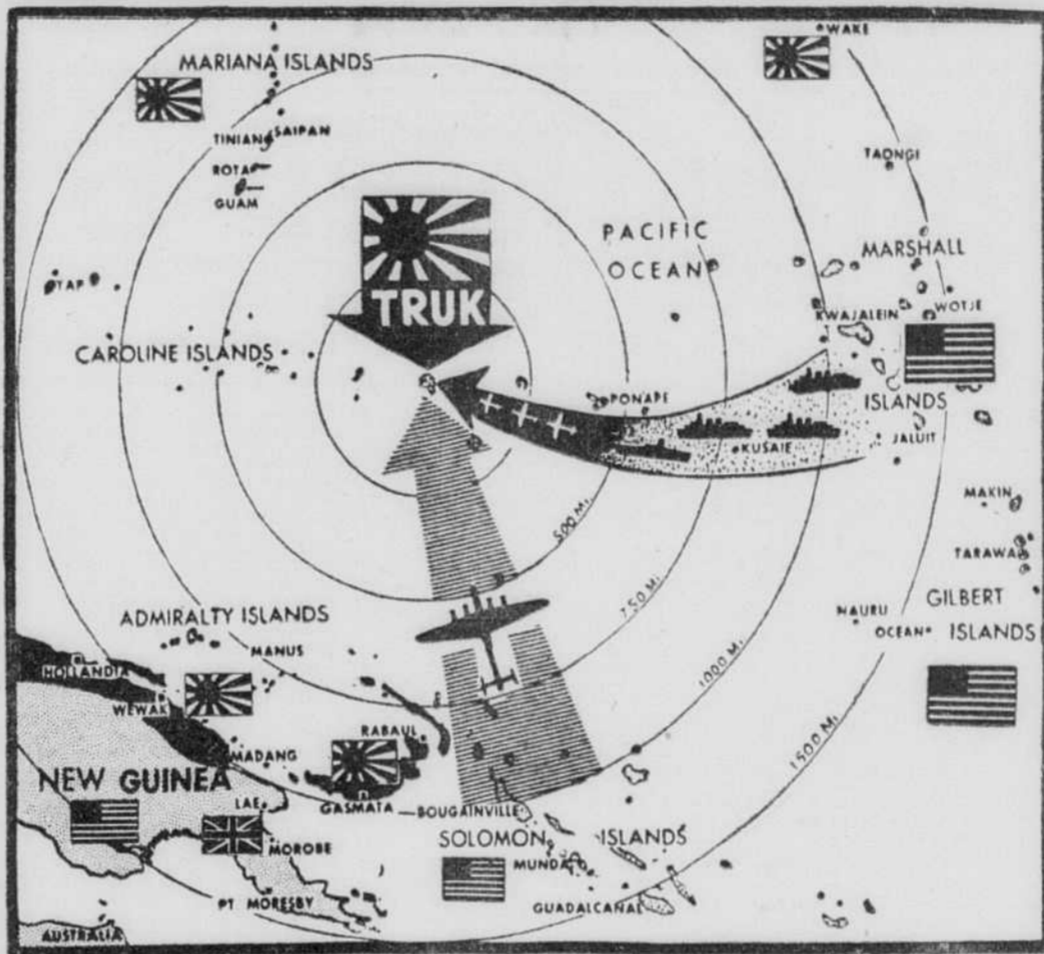 WAKE
MARIANA ISLANDS
TINIAN
SAIPAN
TAONGI
ROTA
GUAM
PACIFIC
OCEAN
MARSHALL
YAP
TRUK
KWAJALEIN
WOTJE
CAROLINE ISLANDS
PONAPE
ISLANDS
KUSAIE
JALUIT
MAKIN
500 MI.
TARAWA
750 MI.
GILBERT
ISLANDS
NAURU
OCEAN
ADMIRALTY ISLANDS
MANUS
HOLLANDIA
1000 MI.
WEWAK
RABAUL
1500 MI.
MADANG
NEW GUINEA
GASMATA
BOUGAINVILLE
LAE
SOLOMON ISLANDS
MOROBE
MUNDA
PT. MORESBY
GUADALCANAL
AUSTRALIA